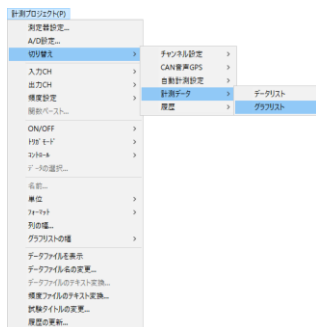 計測プロジェクト(P)
測定器設定...
A/D設定...
切り替え
チャンネル設定
CAN音声GPS
自動計測設定
計測データ
データリスト
グラフリスト
履歴
入力CH
出力CH
頻度設定
ON/OFF
ﾄﾘｶﾞﾓｰﾄﾞ
ｺﾝﾄﾛｰﾙ
データの選択...
名前...
単位
ﾌｫｰﾏｯﾄ
列の幅...
グラフリストの幅
データファイルを表示
データファイル名の変更...
データファイルのテキスト変換...
頻度ファイルのテキスト変換...
試験タイトルの変更...
履歴の更新...